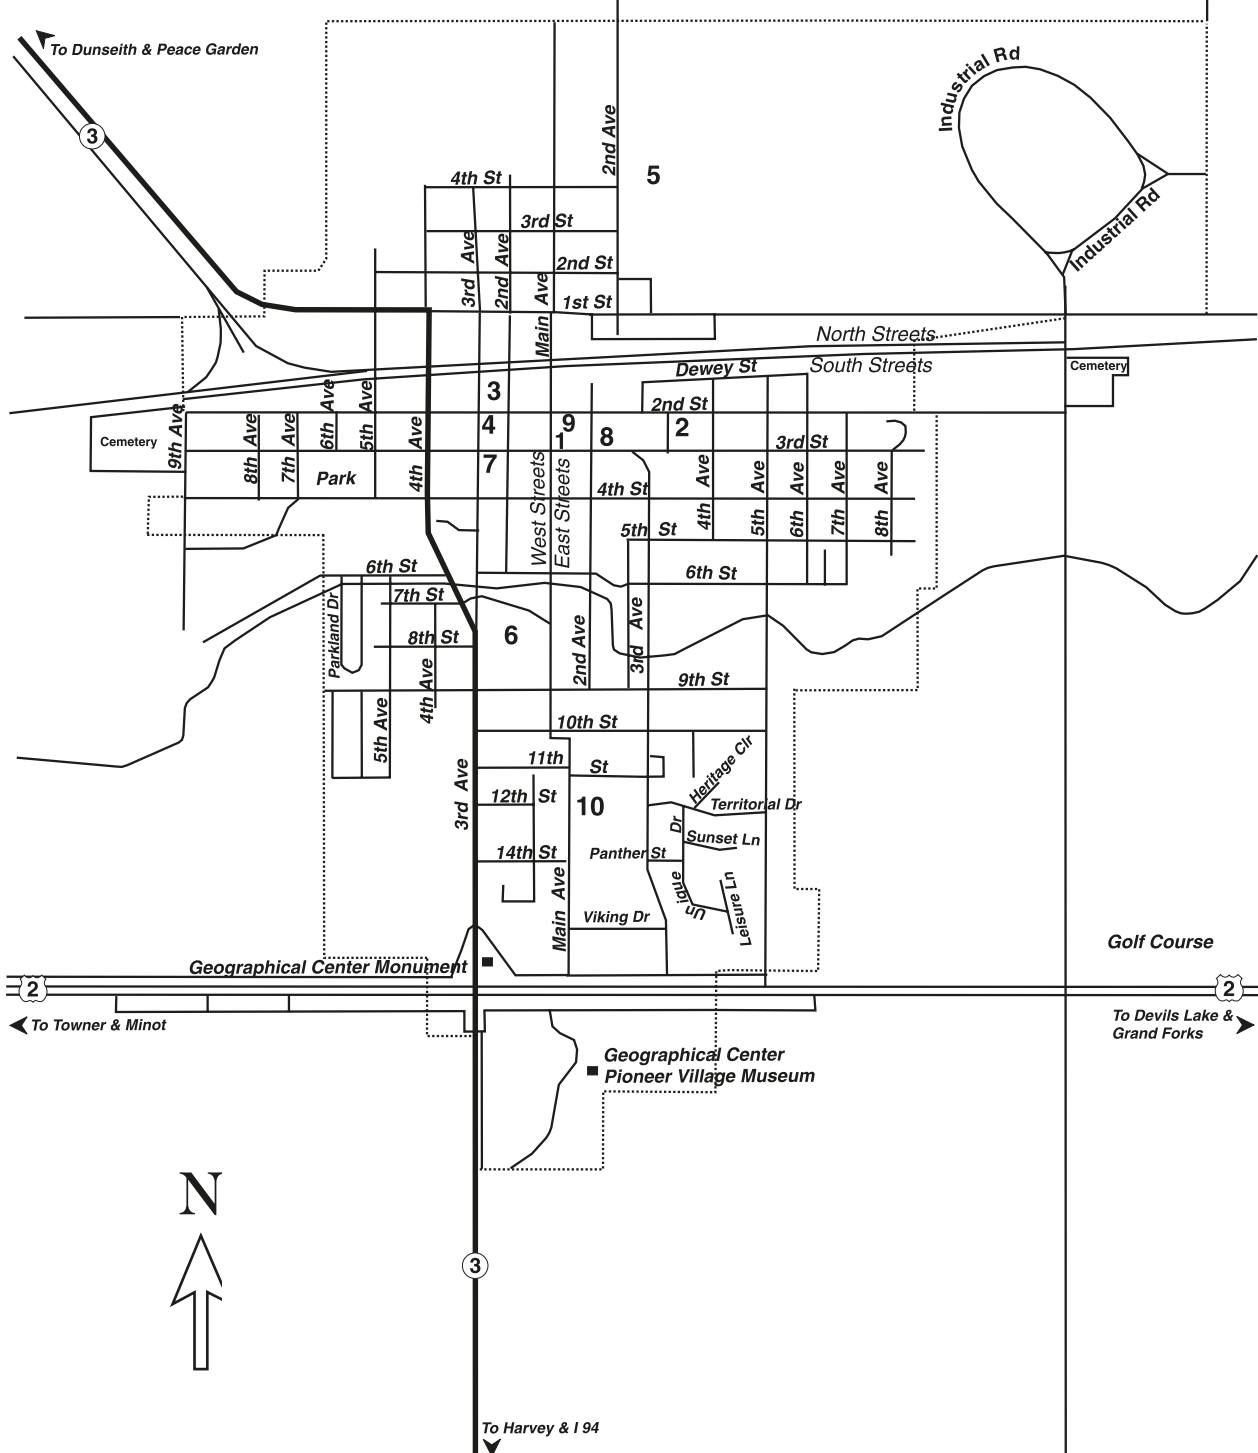 To Dunseith & Peace Garden
3
Industrial Rd
Industrial Rd
2nd Ave
5
4th St
3rd St
3rd Ave
2nd Ave
2nd St
Main Ave
1st St
North Streets
South Streets
Dewey St
Cemetery
3
2nd St
4
9
1
8
2
3rd St
Cemetery
9th Ave
8th Ave
7th Ave
6th Ave
5th Ave
4th Ave
Park
7
West Streets
East Streets
4th St
4th Ave
5th Ave
6th Ave
7th Ave
8th Ave
5th St
6th St
6th St
Parkland Dr
7th St
8th St
6
2nd Ave
3rd Ave
4th Ave
5th Ave
9th St
10th St
11th St
3rd Ave
12th St
10
Heritage Clr
Territorial Dr
Unique Dr
Sunset Ln
14th St
Panther St
Leisure Ln
Main Ave
Viking Dr
Golf Course
Geographical Center Monument
2
2
To Towner & Minot
To Devils Lake &
Grand Forks
Geographical Center
Pioneer Village Museum
N
3
To Harvey & I 94